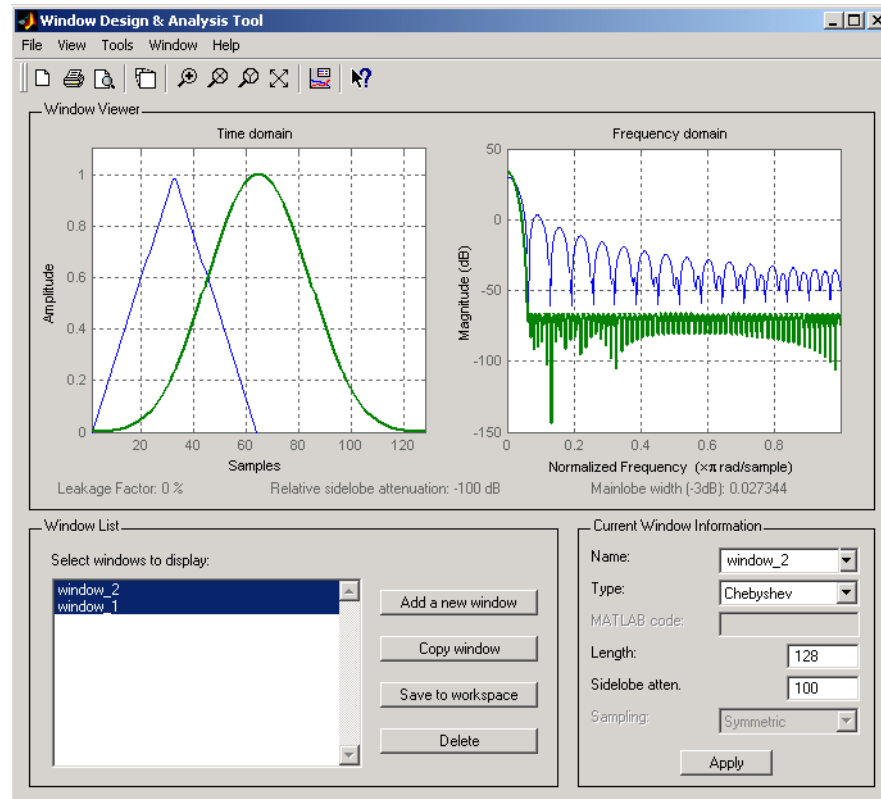 Window Design & Analysis Tool
File View Tools Window Help
Window Viewer
Time domain
Frequency domain
1
0.8
0.6
0.4
0.2
0
Amplitude
20 40 60 80 100 120
Samples
50
0
-50
-100
-150
Magnitude (dB)
0 0.2 0.4 0.6 0.8
Normalized Frequency (×π rad/sample)
Leakage Factor: 0 % Relative sidelobe attenuation: -100 dB Mainlobe width (-3dB): 0.027344
Window List
Select windows to display:
window_2
window_1
Add a new window
Copy window
Save to workspace
Delete
Current Window Information
Name: window_2
Type: Chebyshev
MATLAB code:
Length: 128
Sidelobe atten. 100
Sampling: Symmetric
Apply